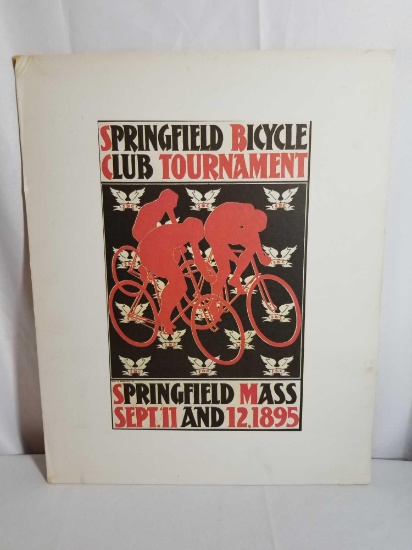 SPRINGFIELD BICYCLE
CLUB TOURNAMENT
SPRINGFIELD MASS
SEPT. 11 AND 12, 1895